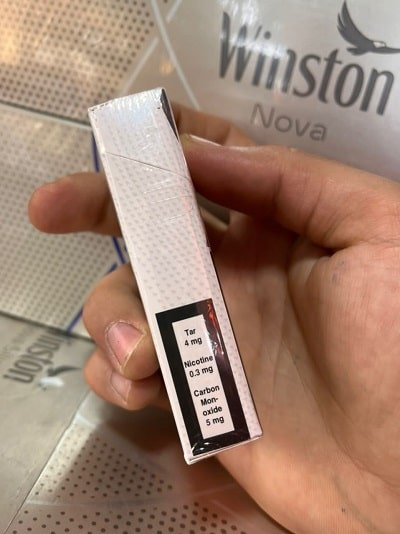 Winston
Nova
Winston
Tar
4 mg
Nicotine
0.3 mg
Carbon
Mon-
oxide
5 mg